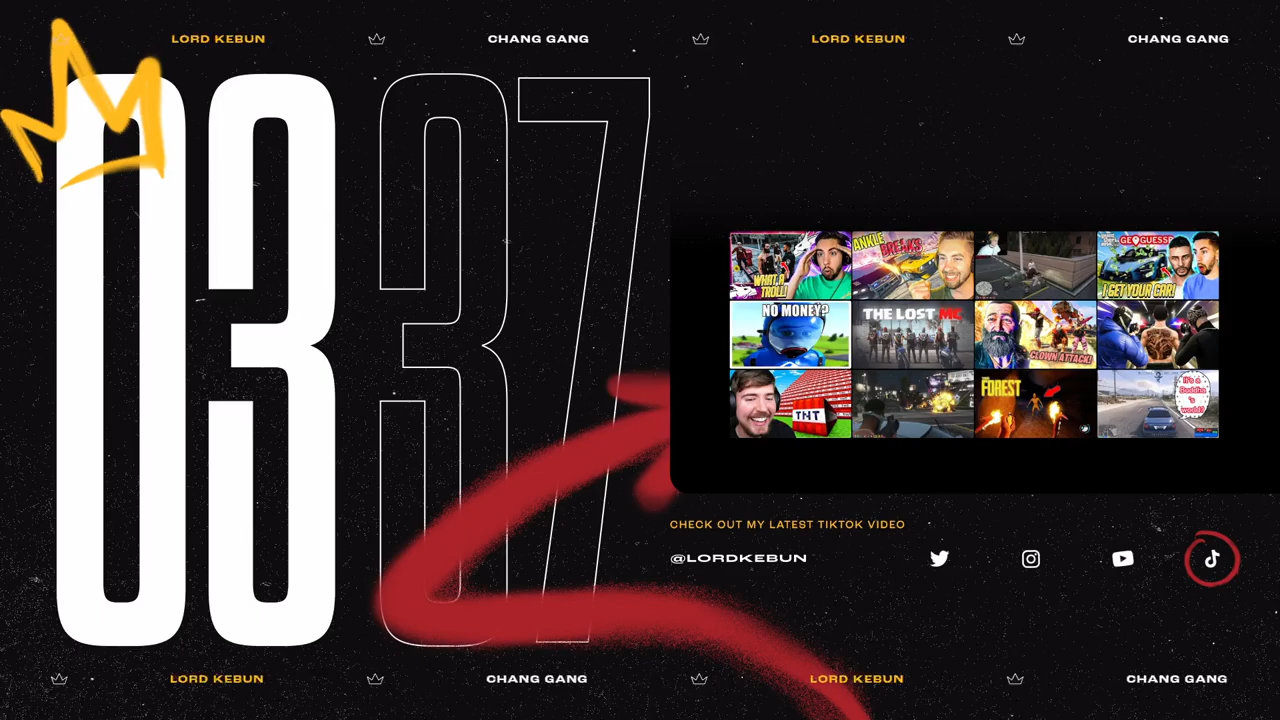 LORD KEBUN CHANG GANG LORD KEBUN CHANG GANG
03 37
WHAT A TROLL!
ANKLE BREAKS
GEOGUESSR
I GET YOUR CAR!
NO MONEY?
THE LOST MC
CLOWN ATTACK!
TNT
FOREST
It's a
Buddha
's
world?
CHECK OUT MY LATEST TIKTOK VIDEO
@LORDKEBUN
LORD KEBUN CHANG GANG LORD KEBUN CHANG GANG